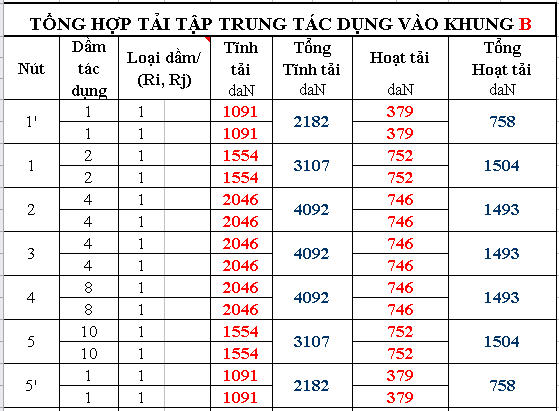 TỔNG HỢP TẢI TẬP TRUNG TÁC DỤNG VÀO KHUNG B
Nút Dầm tác dụng Loại dầm/ (Ri, Rj) Tĩnh tải daN Tổng Tĩnh tải daN Hoạt tải daN Tổng Hoạt tải daN
1' 1 1 1091 2182 379 758
1 1 1091 379
1 2 1 1554 3107 752 1504
2 1 1554 752
2 4 1 2046 4092 746 1493
4 1 2046 746
3 4 1 2046 4092 746 1493
4 1 2046 746
4 8 1 2046 4092 746 1493
8 1 2046 746
5 10 1 1554 3107 752 1504
10 1 1554 752
5' 1 1 1091 2182 379 758
1 1 1091 379